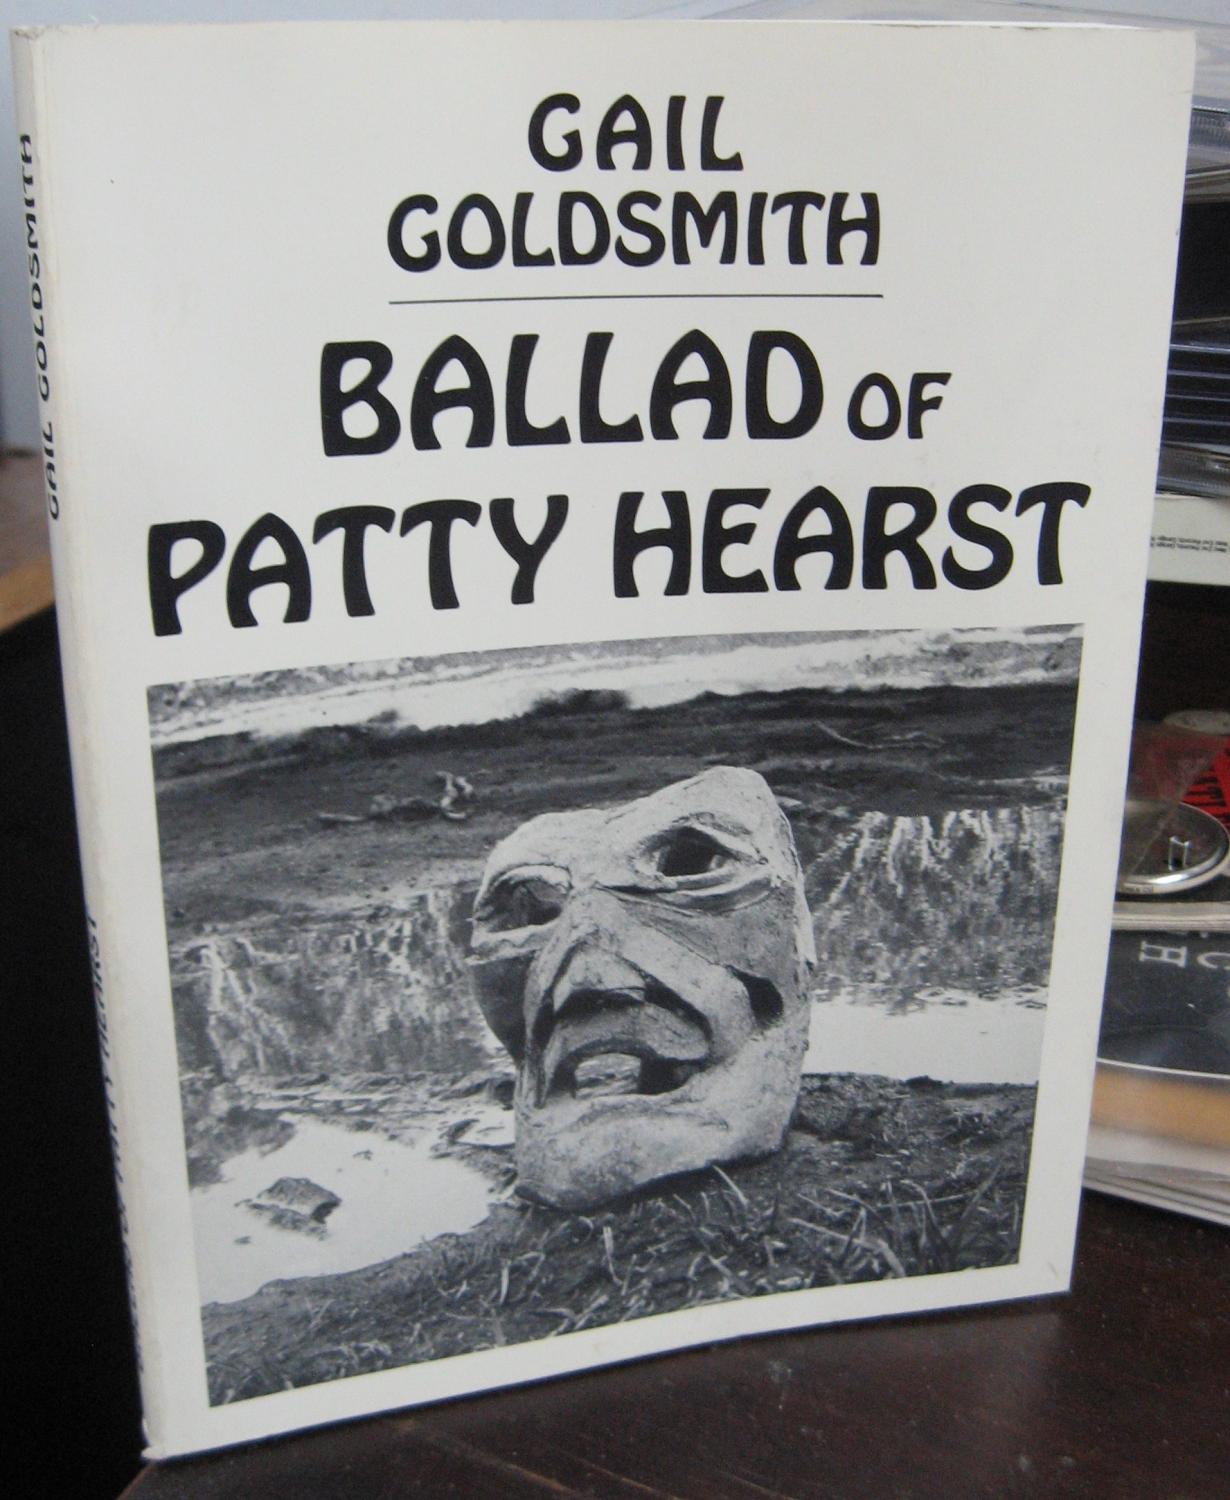 GAIL
GOLDSMITH
BALLAD OF
PATTY HEARST
GAIL GOLDSMITH